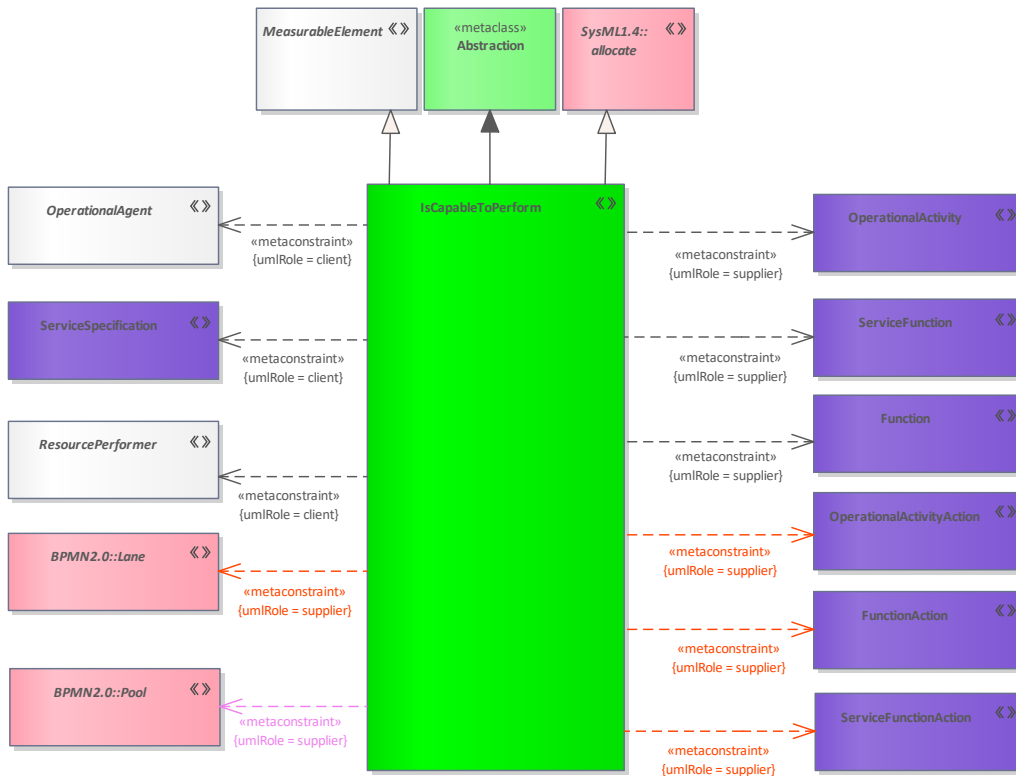 MeasurableElement «»
«metaclass»
Abstraction
SysML1.4:: «»
allocate
IsCapableToPerform «»
OperationalAgent «»
«metaconstraint»
{umlRole = client}
ServiceSpecification «»
«metaconstraint»
{umlRole = client}
ResourcePerformer «»
«metaconstraint»
{umlRole = client}
BPMN2.0::Lane «»
«metaconstraint»
{umlRole = supplier}
BPMN2.0::Pool «»
«metaconstraint»
{umlRole = supplier}
OperationalActivity «»
«metaconstraint»
{umlRole = supplier}
ServiceFunction «»
«metaconstraint»
{umlRole = supplier}
Function «»
«metaconstraint»
{umlRole = supplier}
OperationalActivityAction «»
«metaconstraint»
{umlRole = supplier}
FunctionAction «»
«metaconstraint»
{umlRole = supplier}
ServiceFunctionAction «»
«metaconstraint»
{umlRole = supplier}